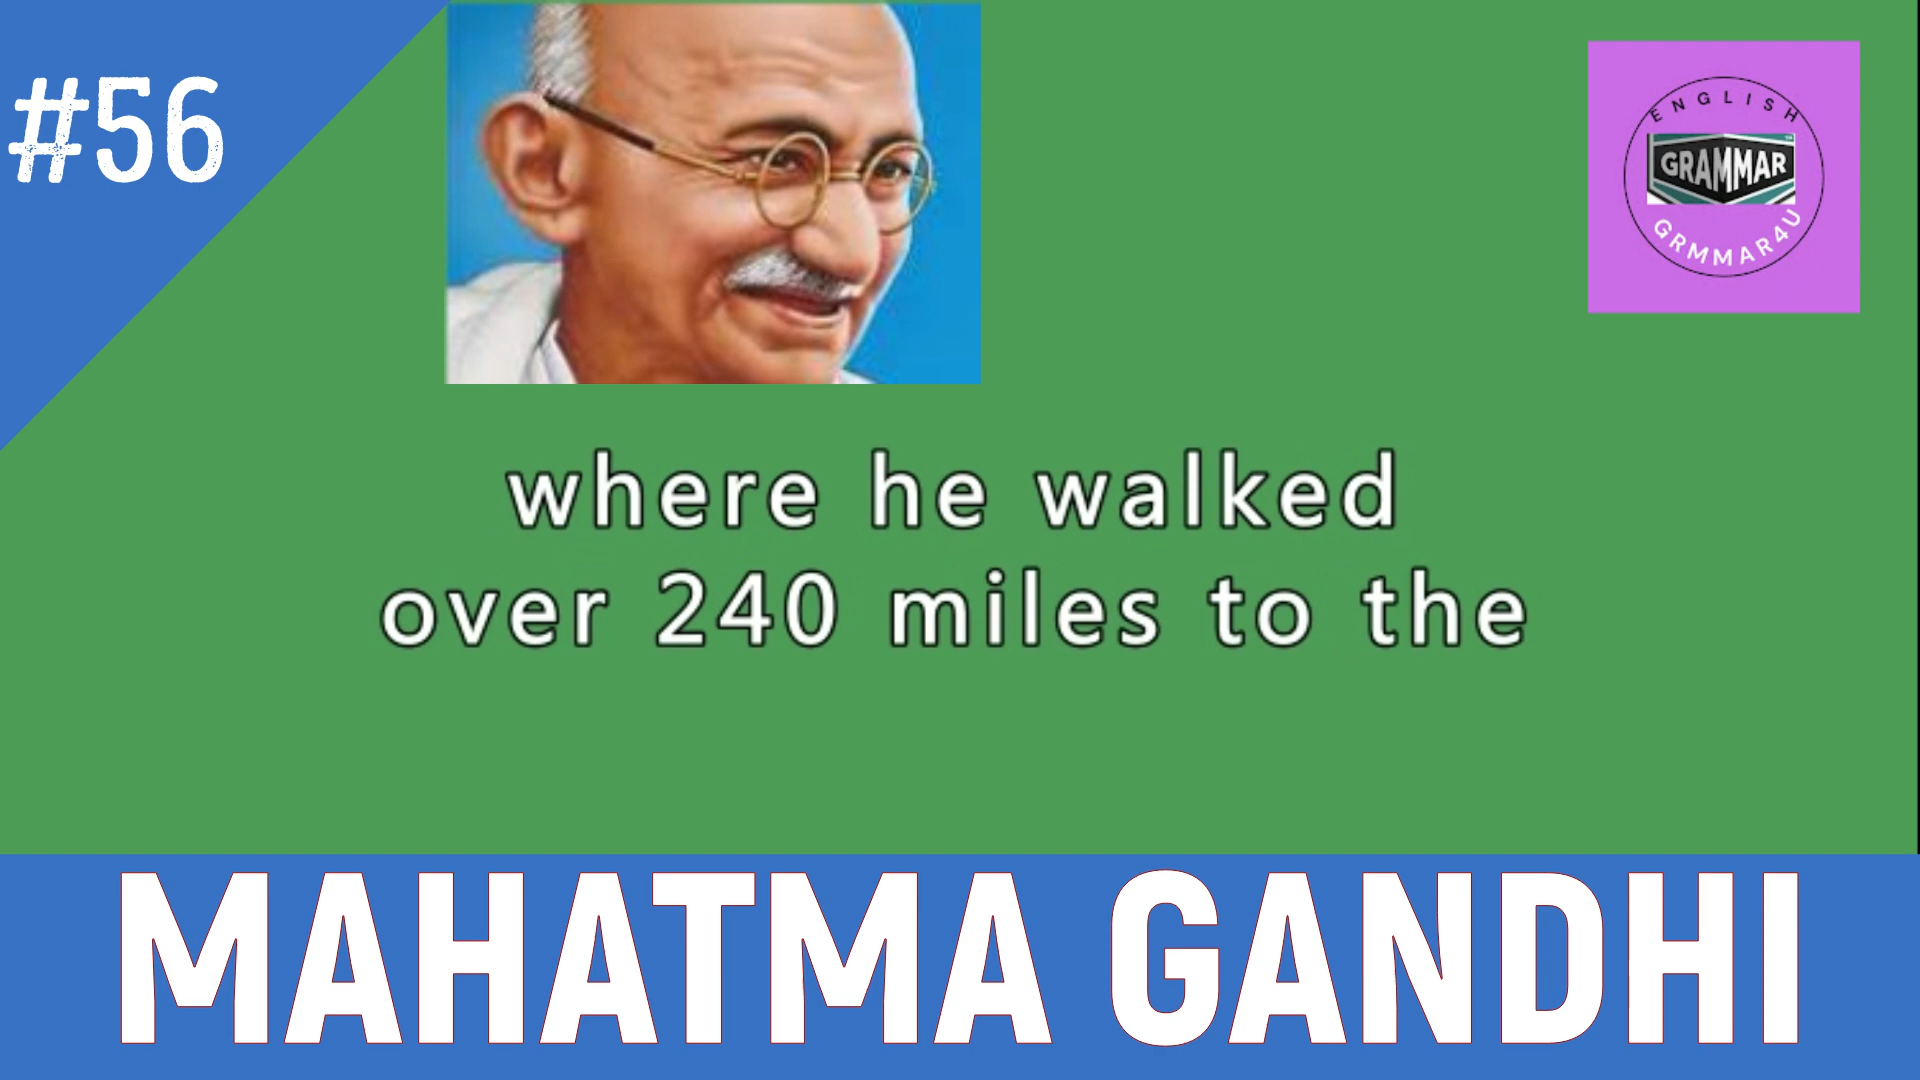 #56
ENGLISH
GRAMMAR
GRMMAR4U
where he walked
over 240 miles to the
MAHATMA GANDHI